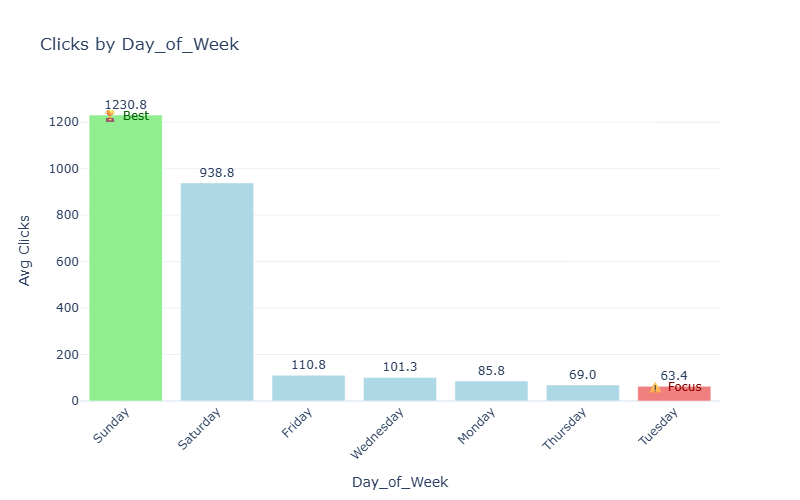 Clicks by Day_of_Week
1230.8
🏆 Best
938.8
110.8
101.3
85.8
69.0
63.4
⚠️ Focus
1200
1000
800
600
400
200
0
Avg Clicks
Sunday
Saturday
Friday
Wednesday
Monday
Thursday
Tuesday
Day_of_Week